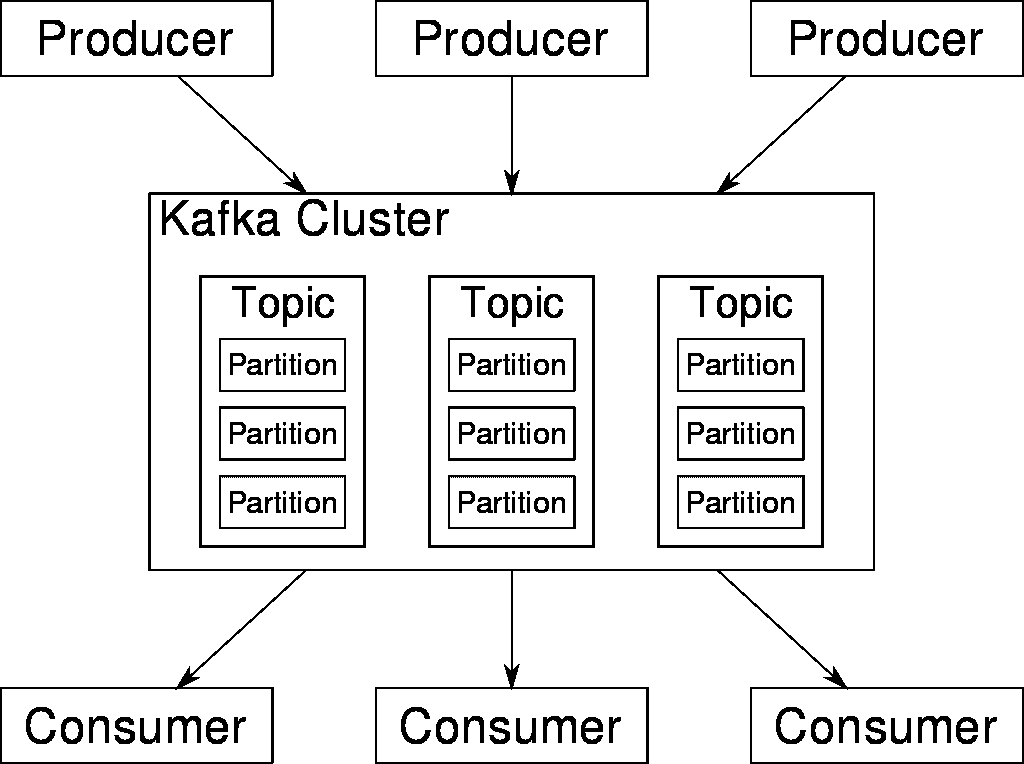 Producer Producer Producer
Kafka Cluster
Topic Topic Topic
Partition Partition Partition
Partition Partition Partition
Partition Partition Partition
Consumer Consumer Consumer